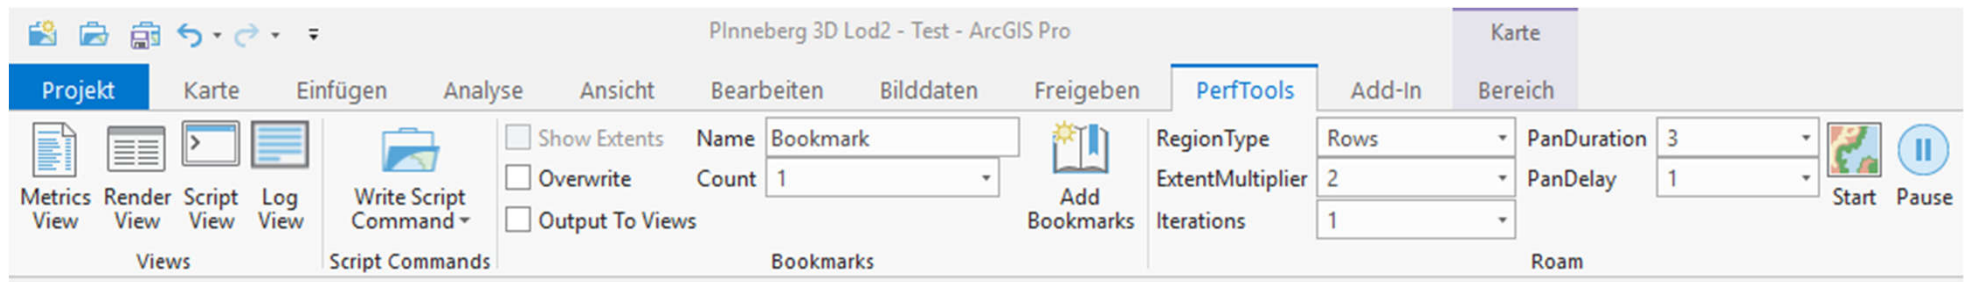 PInneberg 3D Lod2 - Test - ArcGIS Pro
Karte
Projekt Karte Einfügen Analyse Ansicht Bearbeiten Bilddaten Freigeben PerfTools Add-In Bereich
Metrics View
Render View
Script View
Log View
Views
Write Script Command
Script Commands
Show Extents
Overwrite
Output To Views
Name Bookmark
Count 1
Add Bookmarks
Bookmarks
RegionType Rows
ExtentMultiplier 2
Iterations 1
PanDuration 3
PanDelay 1
Start
Pause
Roam